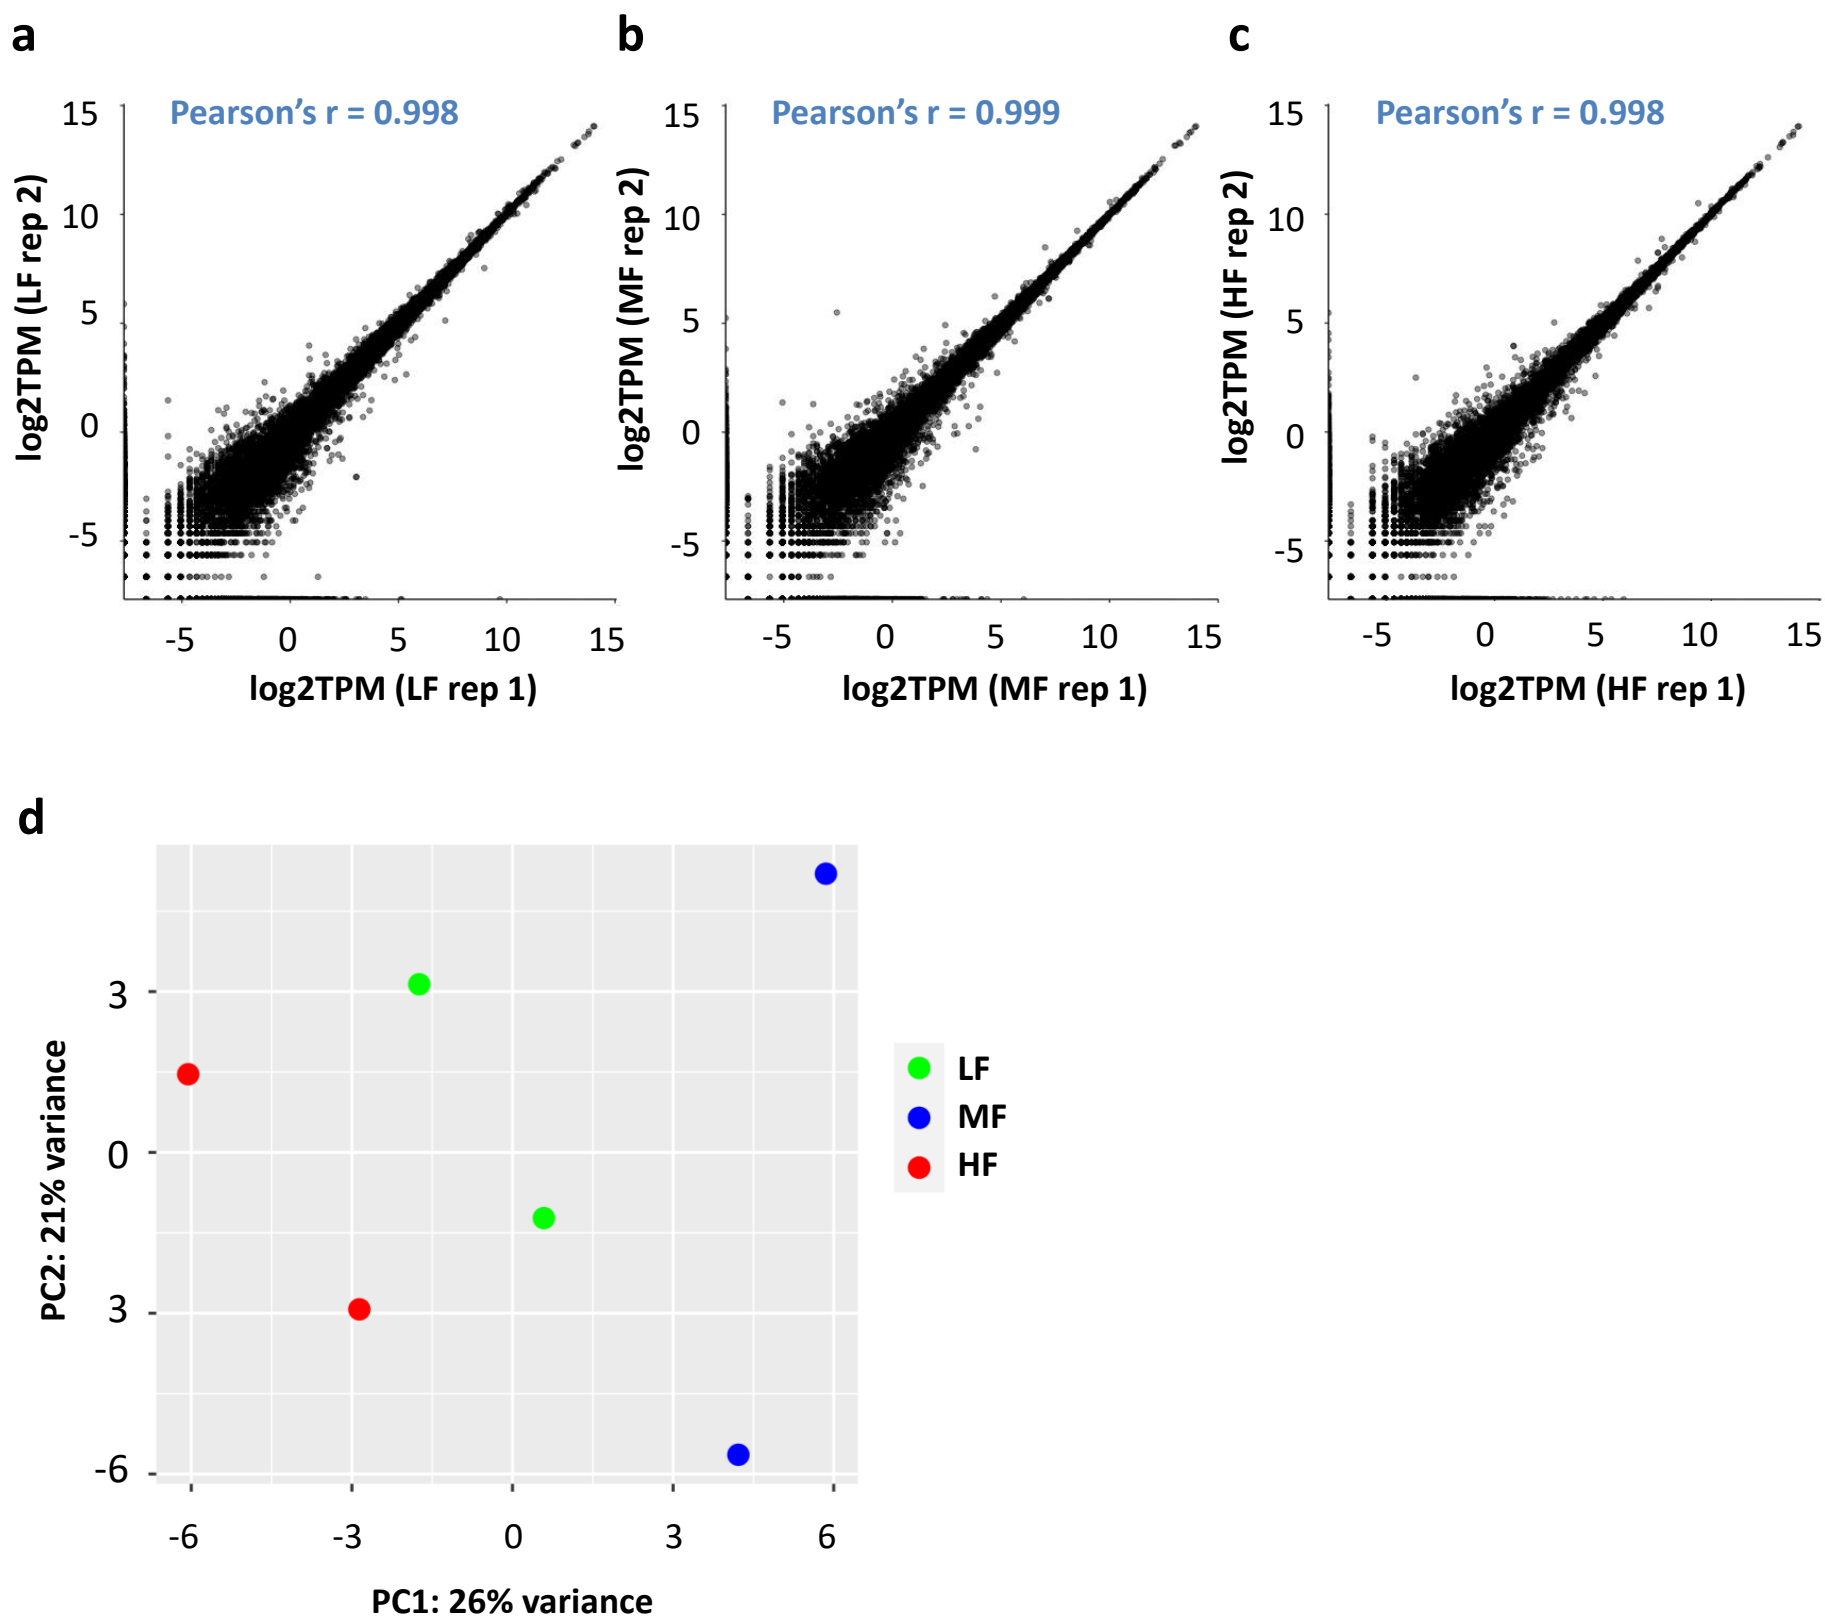 a
b
c
Pearson's r = 0.998
15
10
5
0
-5
log2TPM (LF rep 2)
-5 0 5 10 15
log2TPM (LF rep 1)
Pearson's r = 0.999
15
10
5
0
-5
log2TPM (MF rep 2)
-5 0 5 10 15
log2TPM (MF rep 1)
Pearson's r = 0.998
15
10
5
0
-5
log2TPM (HF rep 2)
-5 0 5 10 15
log2TPM (HF rep 1)
d
3
0
3
-6
PC2: 21% variance
-6 -3 0 3 6
PC1: 26% variance
LF
MF
HF